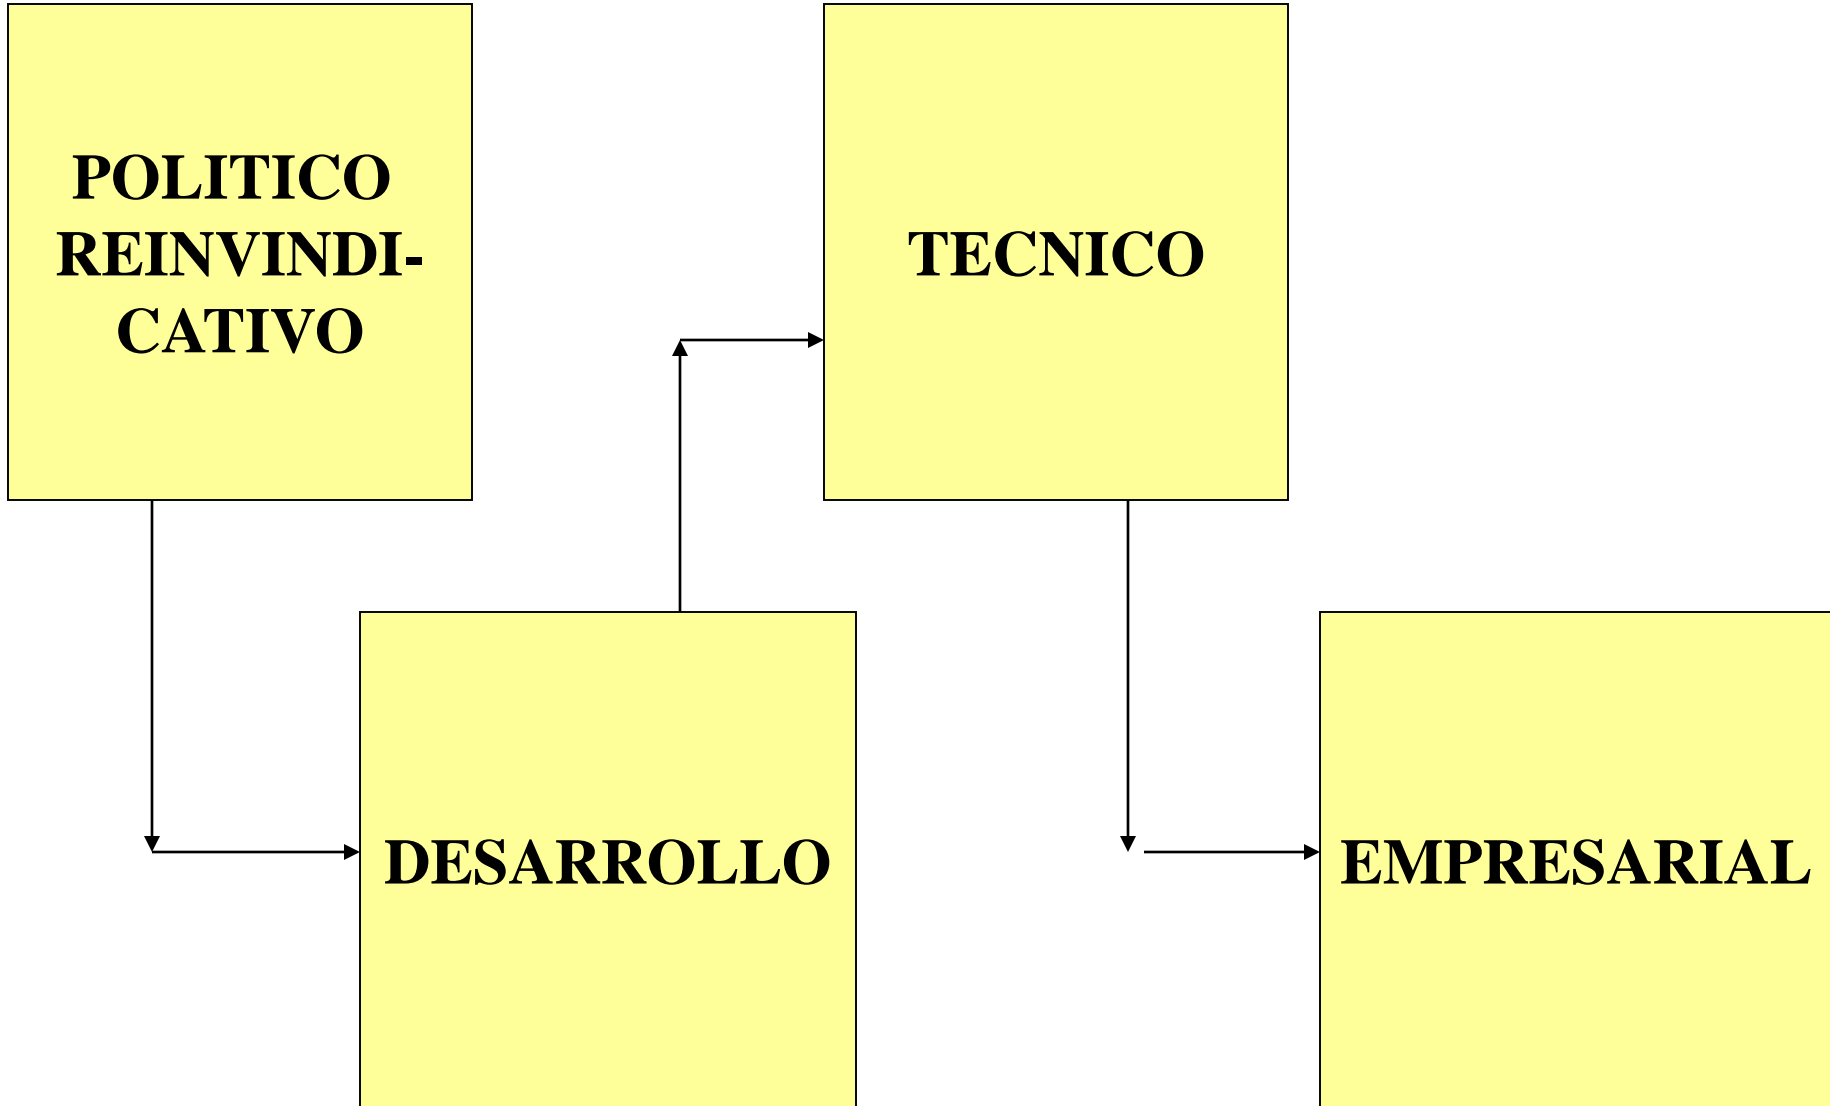 POLITICO
REINVINDI-
CATIVO
TECNICO
DESARROLLO
EMPRESARIAL